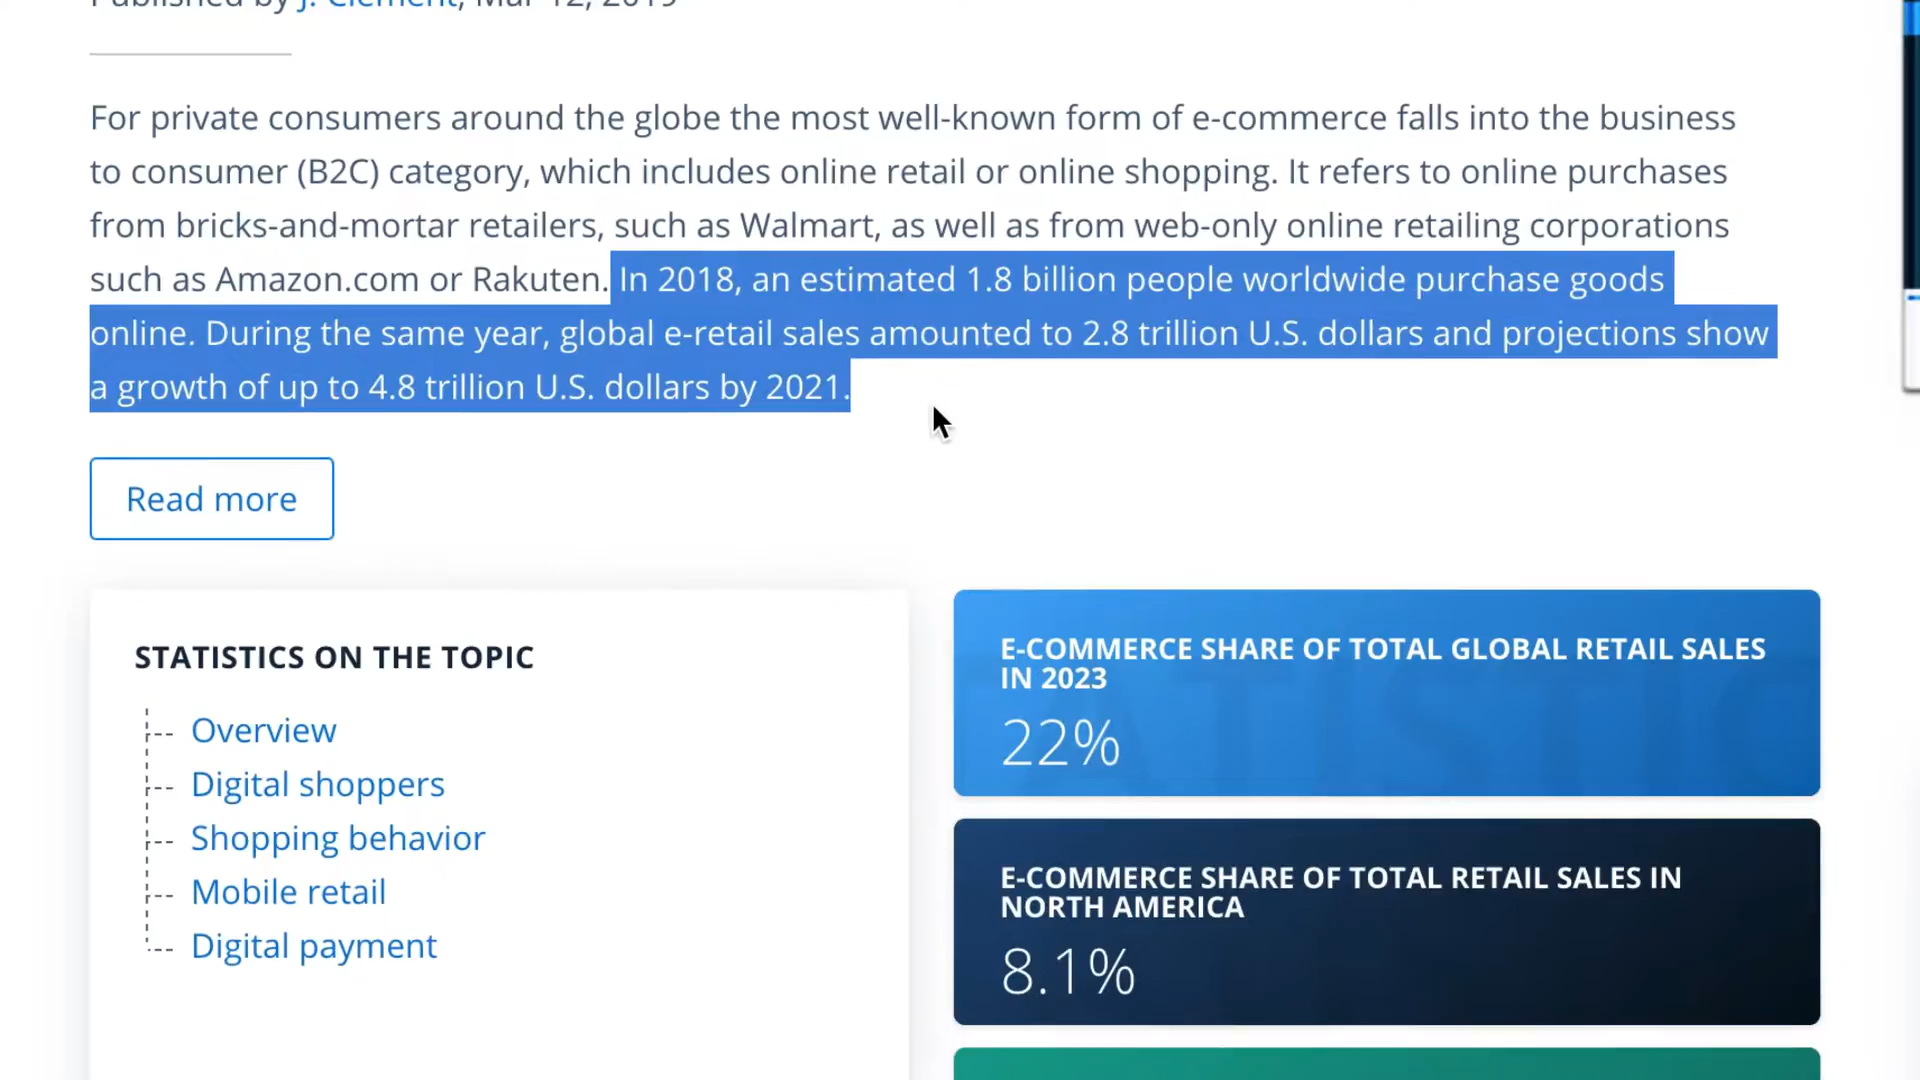 Published by J. Clement, Mar 12, 2019
For private consumers around the globe the most well-known form of e-commerce falls into the business
to consumer (B2C) category, which includes online retail or online shopping. It refers to online purchases
from bricks-and-mortar retailers, such as Walmart, as well as from web-only online retailing corporations
such as Amazon.com or Rakuten. In 2018, an estimated 1.8 billion people worldwide purchase goods
online. During the same year, global e-retail sales amounted to 2.8 trillion U.S. dollars and projections show
a growth of up to 4.8 trillion U.S. dollars by 2021.
Read more
STATISTICS ON THE TOPIC
Overview
Digital shoppers
Shopping behavior
Mobile retail
Digital payment
E-COMMERCE SHARE OF TOTAL GLOBAL RETAIL SALES
IN 2023
22%
E-COMMERCE SHARE OF TOTAL RETAIL SALES IN
NORTH AMERICA
8.1%